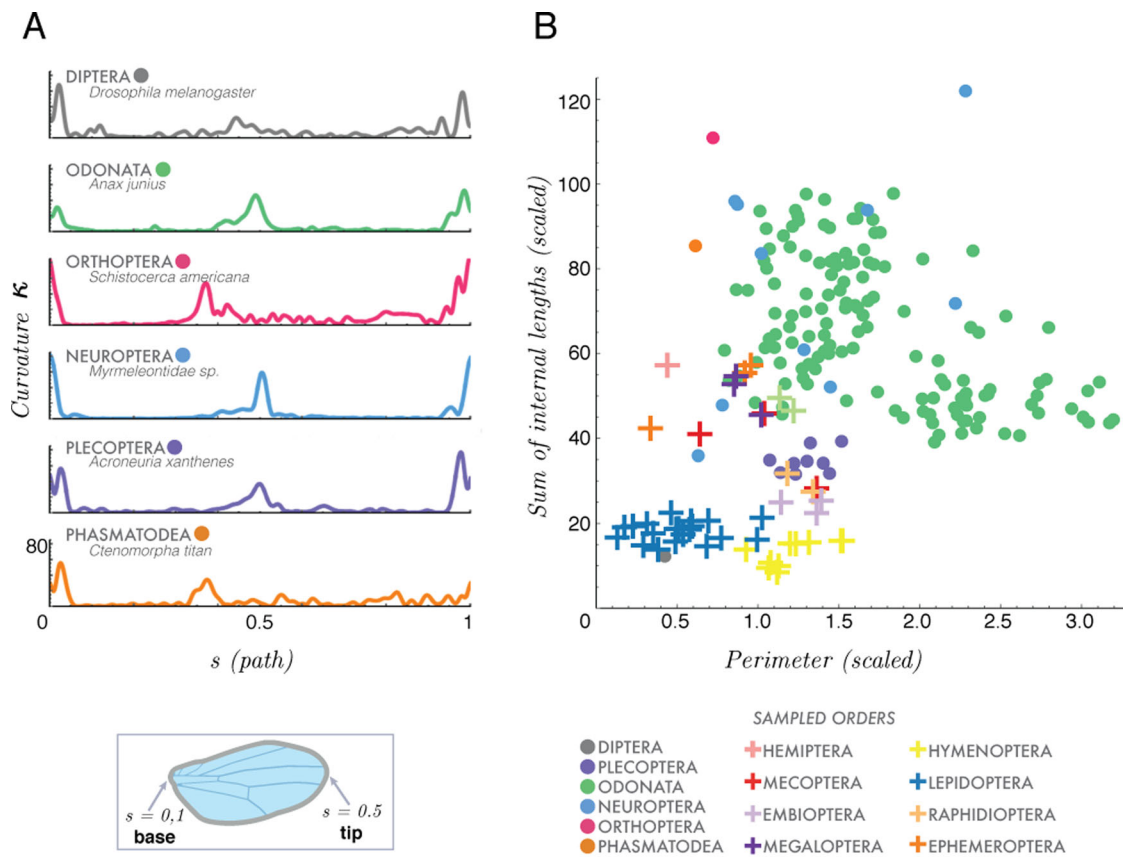 A
B
DIPTERA
Drosophila melanogaster
ODONATA
Anax junius
ORTHOPTERA
Schistocerca americana
NEUROPTERA
Myrmeleontidae sp.
PLECOPTERA
Acroneuria xanthenes
PHASMATODEA
Ctenomorpha titan
80
Curvature κ
0 0.5 1
s (path)
120
100
80
60
40
20
0
Sum of internal lengths (scaled)
0.5 1.0 1.5 2.0 2.5 3.0
Perimeter (scaled)
s = 0,1
base
s = 0.5
tip
SAMPLED ORDERS
DIPTERA
PLECOPTERA
ODONATA
NEUROPTERA
ORTHOPTERA
PHASMATODEA
HEMIPTERA
MECOPTERA
EMBIOPTERA
MEGALOPTERA
HYMENOPTERA
LEPIDOPTERA
RAPHIDIOPTERA
EPHEMEROPTERA